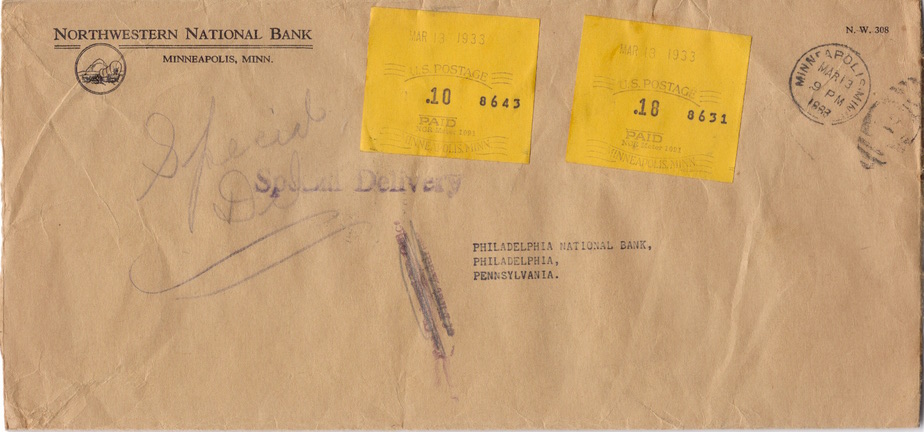 NORTHWESTERN NATIONAL BANK
MINNEAPOLIS, MINN.
N. W. 308
MAR 13 1933
U.S. POSTAGE
.10 8643
PAID
MINNEAPOLIS, MINN.
MAR 13 1933
U.S. POSTAGE
.18 8631
PAID
MINNEAPOLIS, MINN.
MINNEAPOLIS, MINN.
MAR 13
9 PM
1933
Special
Del
Special Delivery
PHILADELPHIA NATIONAL BANK,
PHILADELPHIA,
PENNSYLVANIA.